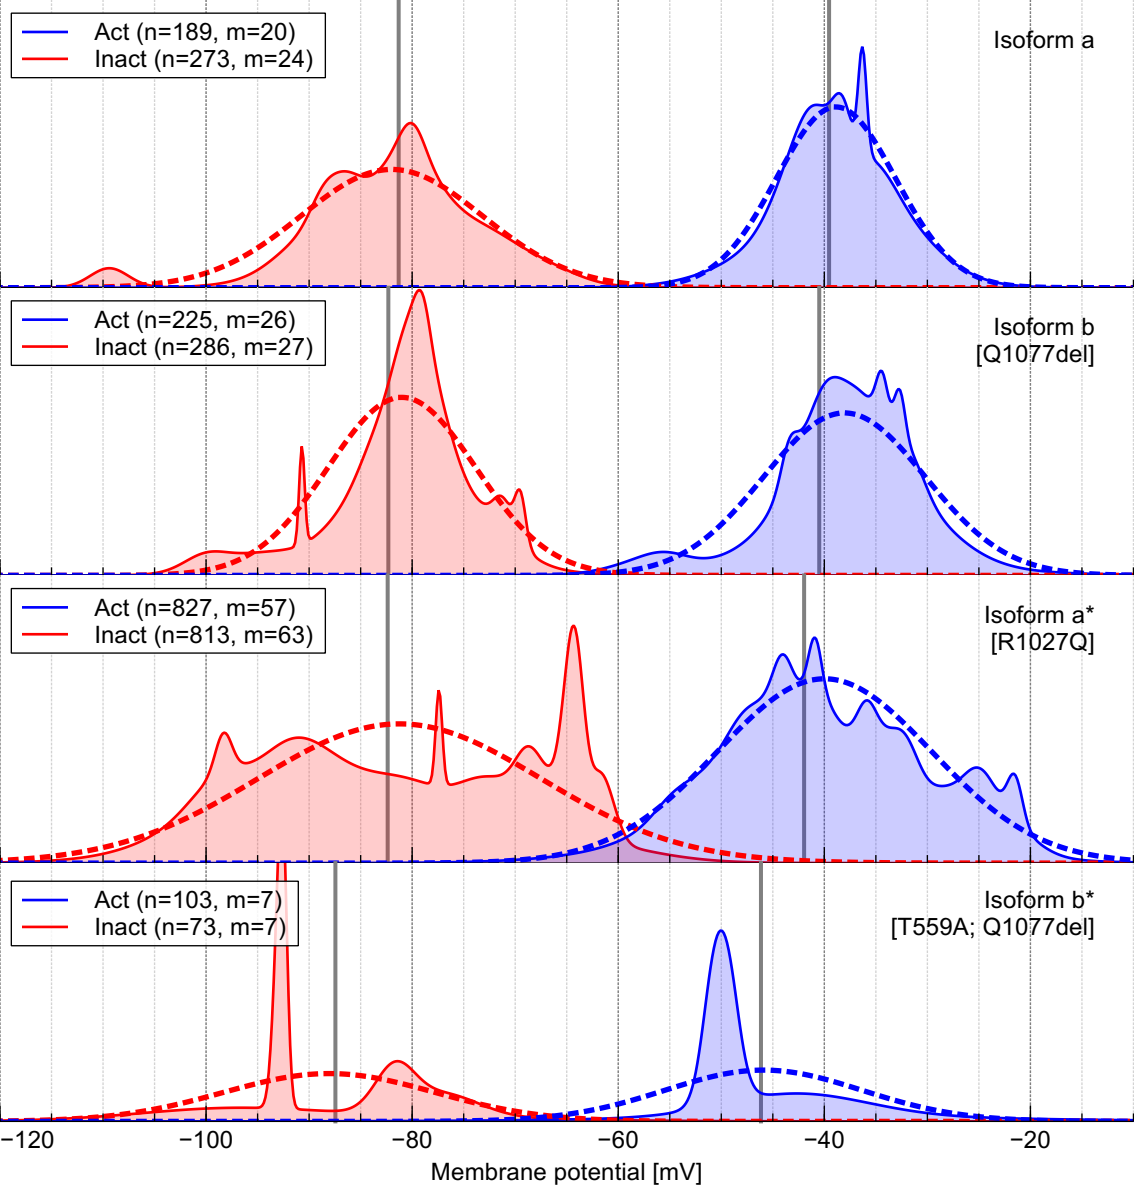 Act (n=189, m=20)
Inact (n=273, m=24)
Isoform a
Act (n=225, m=26)
Inact (n=286, m=27)
Isoform b
[Q1077del]
Act (n=827, m=57)
Inact (n=813, m=63)
Isoform a*
[R1027Q]
Act (n=103, m=7)
Inact (n=73, m=7)
Isoform b*
[T559A; Q1077del]
−120 −100 −80 −60 −40 −20
Membrane potential [mV]